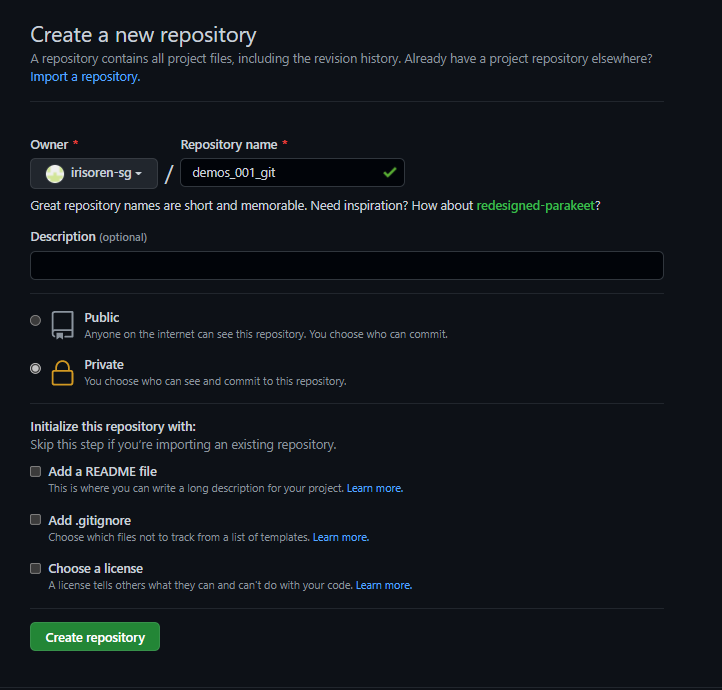 Create a new repository
A repository contains all project files, including the revision history. Already have a project repository elsewhere?
Import a repository.
Owner *
Repository name *
irisoren-sg
/
demos_001_git
Great repository names are short and memorable. Need inspiration? How about redesigned-parakeet?
Description (optional)
Public
Anyone on the internet can see this repository. You choose who can commit.
Private
You choose who can see and commit to this repository.
Initialize this repository with:
Skip this step if you're importing an existing repository.
Add a README file
This is where you can write a long description for your project. Learn more.
Add .gitignore
Choose which files not to track from a list of templates. Learn more.
Choose a license
A license tells others what they can and can't do with your code. Learn more.
Create repository